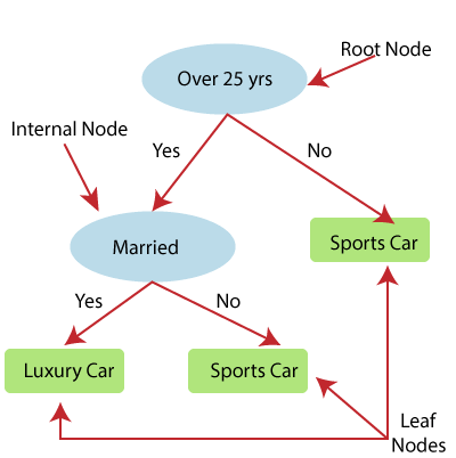 Root Node
Over 25 yrs
Internal Node
Yes
No
Married
Sports Car
Yes
No
Luxury Car
Sports Car
Leaf
Nodes